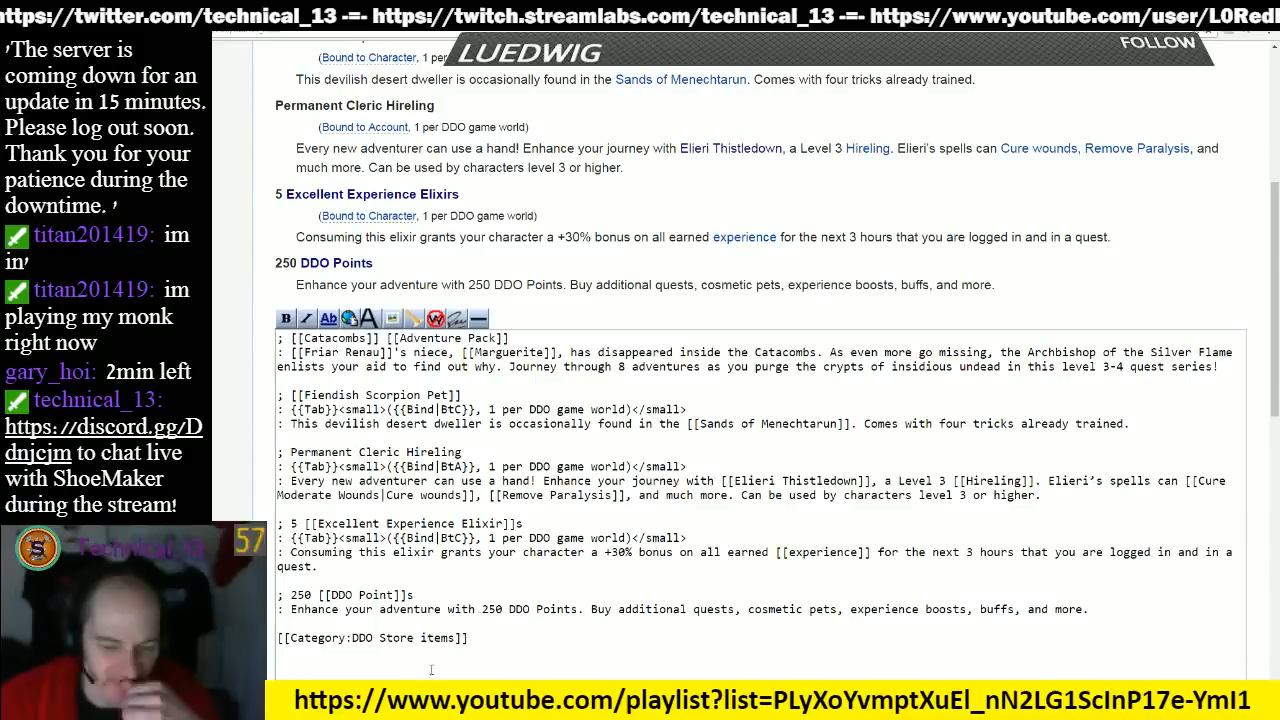 https://twitter.com/technical_13 -=- https://twitch.streamlabs.com/technical_13 -=- https://www.youtube.com/user/L0RedI
LUEDWIG
FOLLOW
'The server is
coming down for an
update in 15 minutes.
Please log out soon.
Thank you for your
patience during the
downtime. '
titan201419: im
in'
titan201419: im
playing my monk
right now
gary_hoi: 2min left
technical_13:
https://discord.gg/D
dnjcjm to chat live
with ShoeMaker
during the stream!
(Bound to Character, 1 per
This devilish desert dweller is occasionally found in the Sands of Menechtarun. Comes with four tricks already trained.
Permanent Cleric Hireling
(Bound to Account, 1 per DDO game world)
Every new adventurer can use a hand! Enhance your journey with Elieri Thistledown, a Level 3 Hireling. Elieri's spells can Cure wounds, Remove Paralysis, and
much more. Can be used by characters level 3 or higher.
5 Excellent Experience Elixirs
(Bound to Character, 1 per DDO game world)
Consuming this elixir grants your character a +30% bonus on all earned experience for the next 3 hours that you are logged in and in a quest.
250 DDO Points
Enhance your adventure with 250 DDO Points. Buy additional quests, cosmetic pets, experience boosts, buffs, and more.
B I Ab A W
; [[Catacombs]] [[Adventure Pack]]
: [[Friar Renau]]'s niece, [[Marguerite]], has disappeared inside the Catacombs. As even more go missing, the Archbishop of the Silver Flame
enlists your aid to find out why. Journey through 8 adventures as you purge the crypts of insidious undead in this level 3-4 quest series!
; [[Fiendish Scorpion Pet]]
: {{Tab}}<small>({{Bind|BtC}}, 1 per DDO game world)</small>
: This devilish desert dweller is occasionally found in the [[Sands of Menechtarun]]. Comes with four tricks already trained.
; Permanent Cleric Hireling
: {{Tab}}<small>({{Bind|BtA}}, 1 per DDO game world)</small>
: Every new adventurer can use a hand! Enhance your journey with [[Elieri Thistledown]], a Level 3 [[Hireling]]. Elieri's spells can [[Cure
Moderate Wounds|Cure wounds]], [[Remove Paralysis]], and much more. Can be used by characters level 3 or higher.
; 5 [[Excellent Experience Elixir]]s
: {{Tab}}<small>({{Bind|BtC}}, 1 per DDO game world)</small>
: Consuming this elixir grants your character a +30% bonus on all earned [[experience]] for the next 3 hours that you are logged in and in a
quest.
; 250 [[DDO Point]]s
: Enhance your adventure with 250 DDO Points. Buy additional quests, cosmetic pets, experience boosts, buffs, and more.
[[Category:DDO Store items]]
Technical_13
57
https://www.youtube.com/playlist?list=PLyXoYvmptXuEl_nN2LG1ScInP17e-YmI1